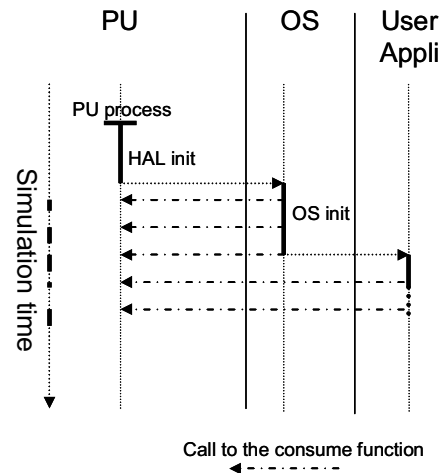 PU
OS
User
Appli
PU process
HAL init
OS init
Simulation time
Call to the consume function